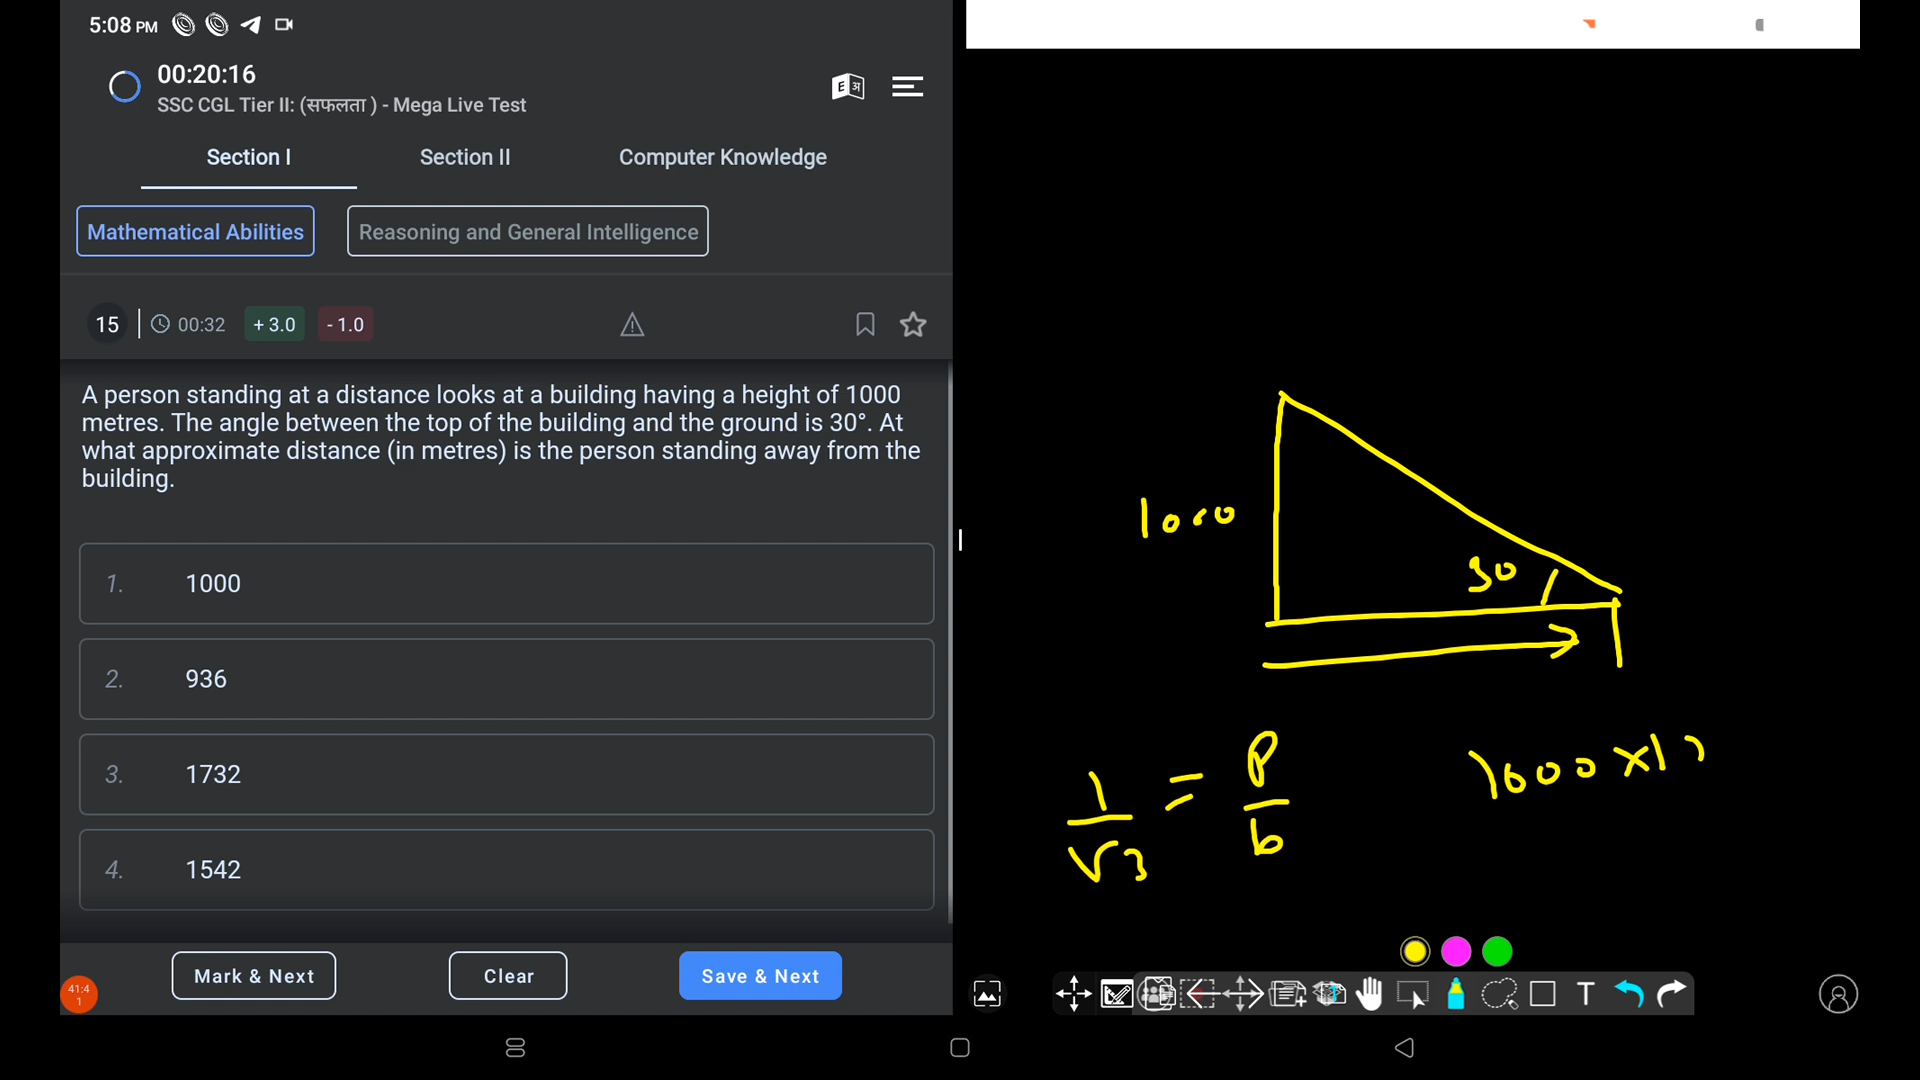 5:08 PM
00:20:16
SSC CGL Tier II: (सफलता ) - Mega Live Test
E अ
Section I
Section II
Computer Knowledge
Mathematical Abilities
Reasoning and General Intelligence
15
00:32
+ 3.0
- 1.0
A person standing at a distance looks at a building having a height of 1000
metres. The angle between the top of the building and the ground is 30°. At
what approximate distance (in metres) is the person standing away from the
building.
1. 1000
2. 936
3. 1732
4. 1542
Mark & Next
Clear
Save & Next
41:4
1
1000
30
1/√3 = P/b
1000 × 1
T